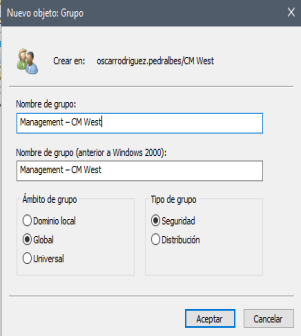 Nuevo objeto: Grupo
Crear en: oscarrodriguez.pedralbes/CM West
Nombre de grupo:
Management – CM West
Nombre de grupo (anterior a Windows 2000):
Management – CM West
Ámbito de grupo
Tipo de grupo
Dominio local
Seguridad
Global
Distribución
Universal
Aceptar
Cancelar